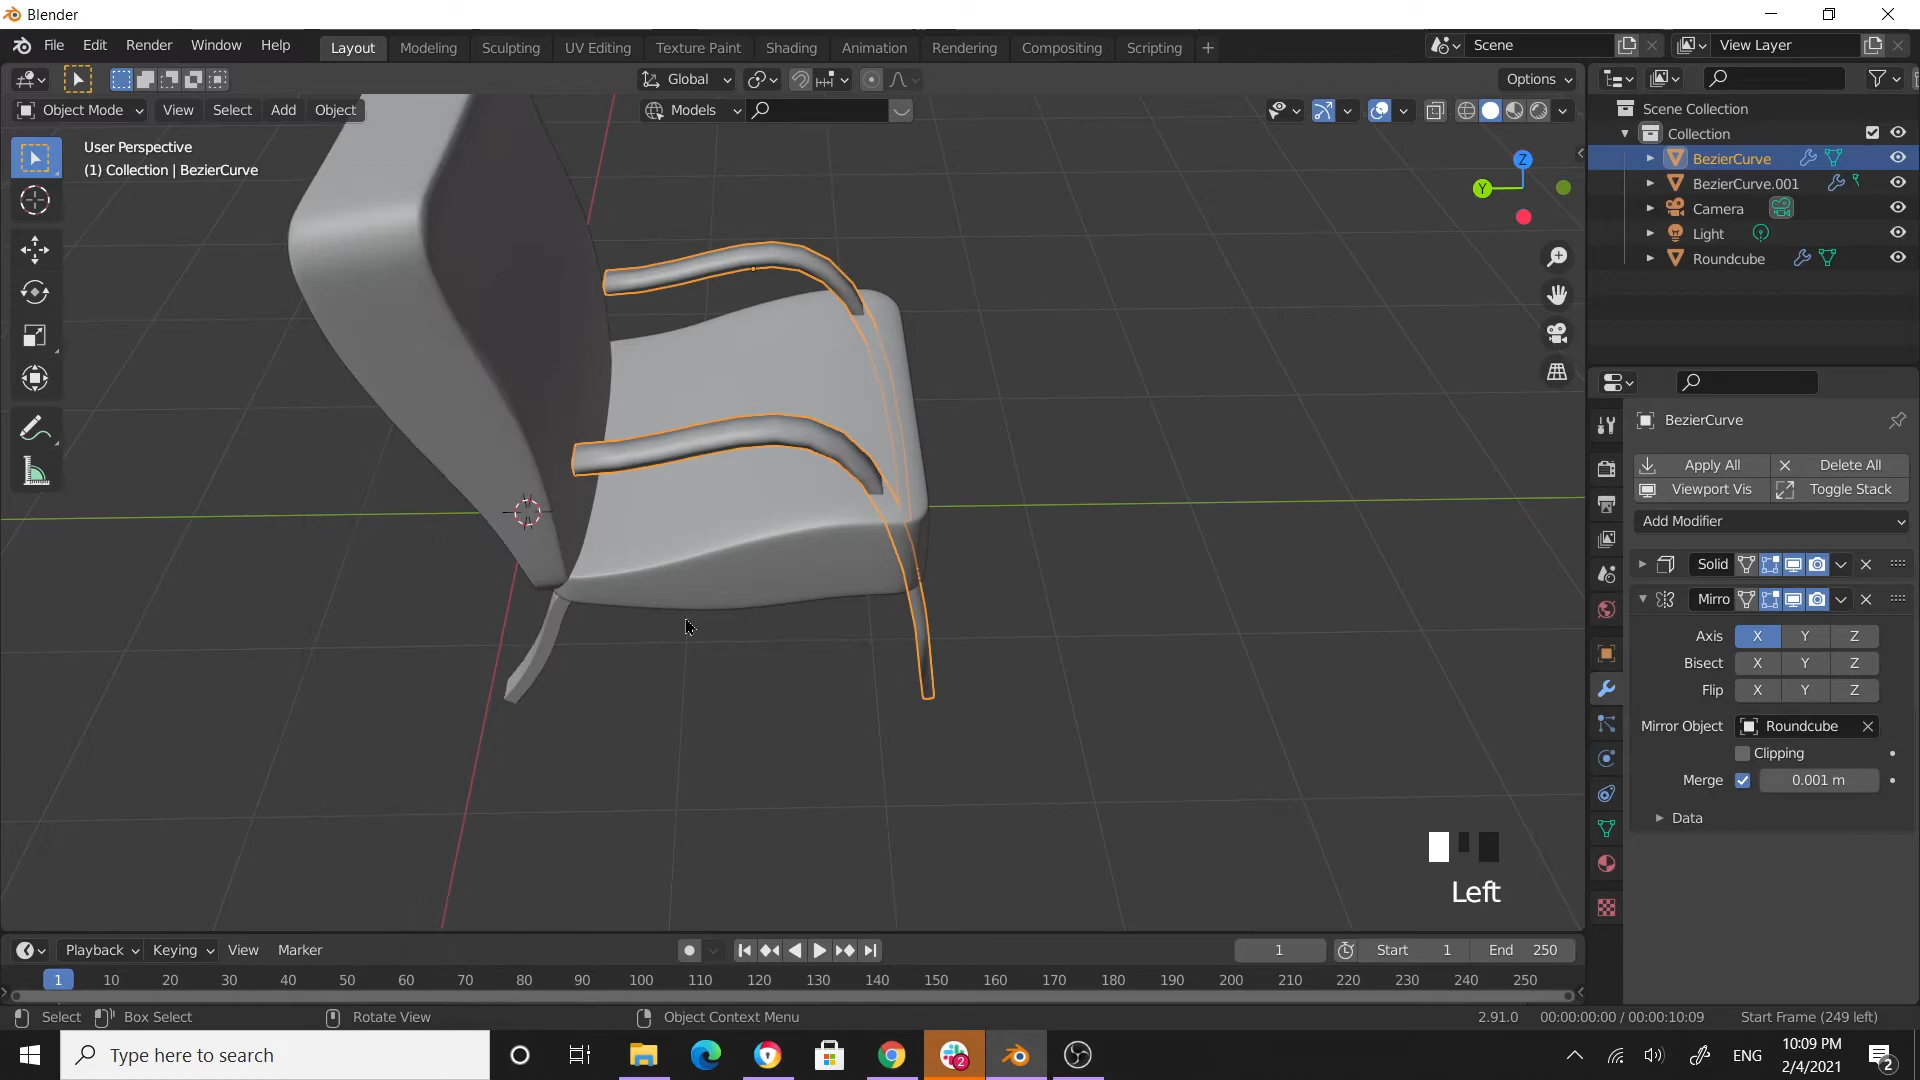 Blender
File Edit Render Window Help Layout Modeling Sculpting UV Editing Texture Paint Shading Animation Rendering Compositing Scripting + Scene View Layer
Global Options
Object Mode View Select Add Object Models Scene Collection
Collection
User Perspective
(1) Collection | BezierCurve
BezierCurve
BezierCurve.001
Camera
Light
Roundcube
Z
Y
BezierCurve
Apply All Delete All
Viewport Vis Toggle Stack
Add Modifier
Solid
Mirro
Axis X Y Z
Bisect X Y Z
Flip X Y Z
Mirror Object Roundcube
Clipping
Merge 0.001 m
Data
Left
Playback Keying View Marker 1 Start 1 End 250
1 10 20 30 40 50 60 70 80 90 100 110 120 130 140 150 160 170 180 190 200 210 220 230 240 250
Select Box Select Rotate View Object Context Menu 2.91.0 00:00:00:00 / 00:00:10:09 Start Frame (249 left)
Type here to search 2 ENG 10:09 PM 2
2/4/2021